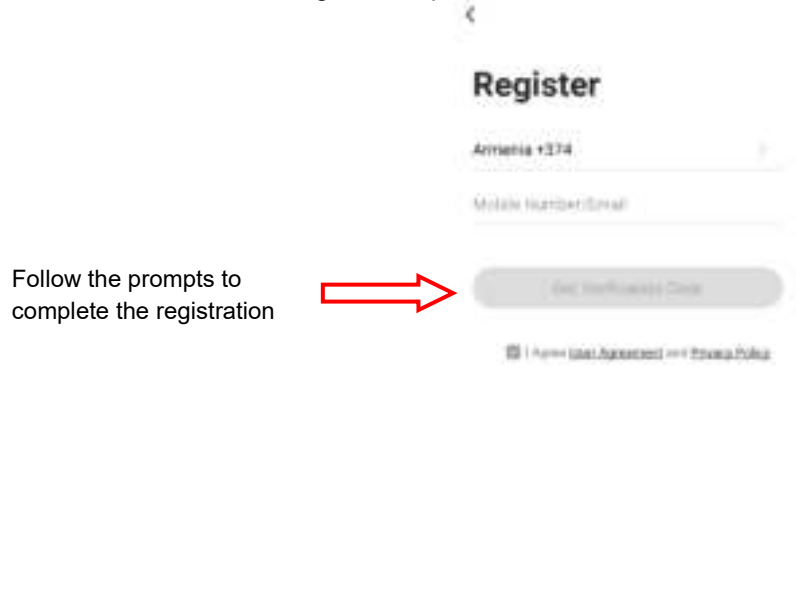 Register
Armenia +374
Mobile Number/Email
Follow the prompts to
complete the registration
Get Verification Code
I Agree User Agreement and Privacy Policy